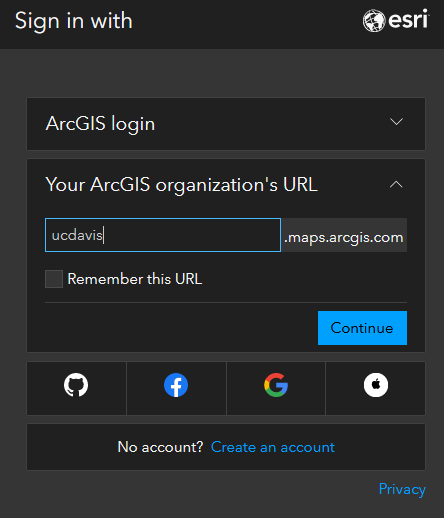 Sign in with
esri
ArcGIS login
Your ArcGIS organization's URL
ucdavis .maps.arcgis.com
Remember this URL
Continue
No account? Create an account
Privacy